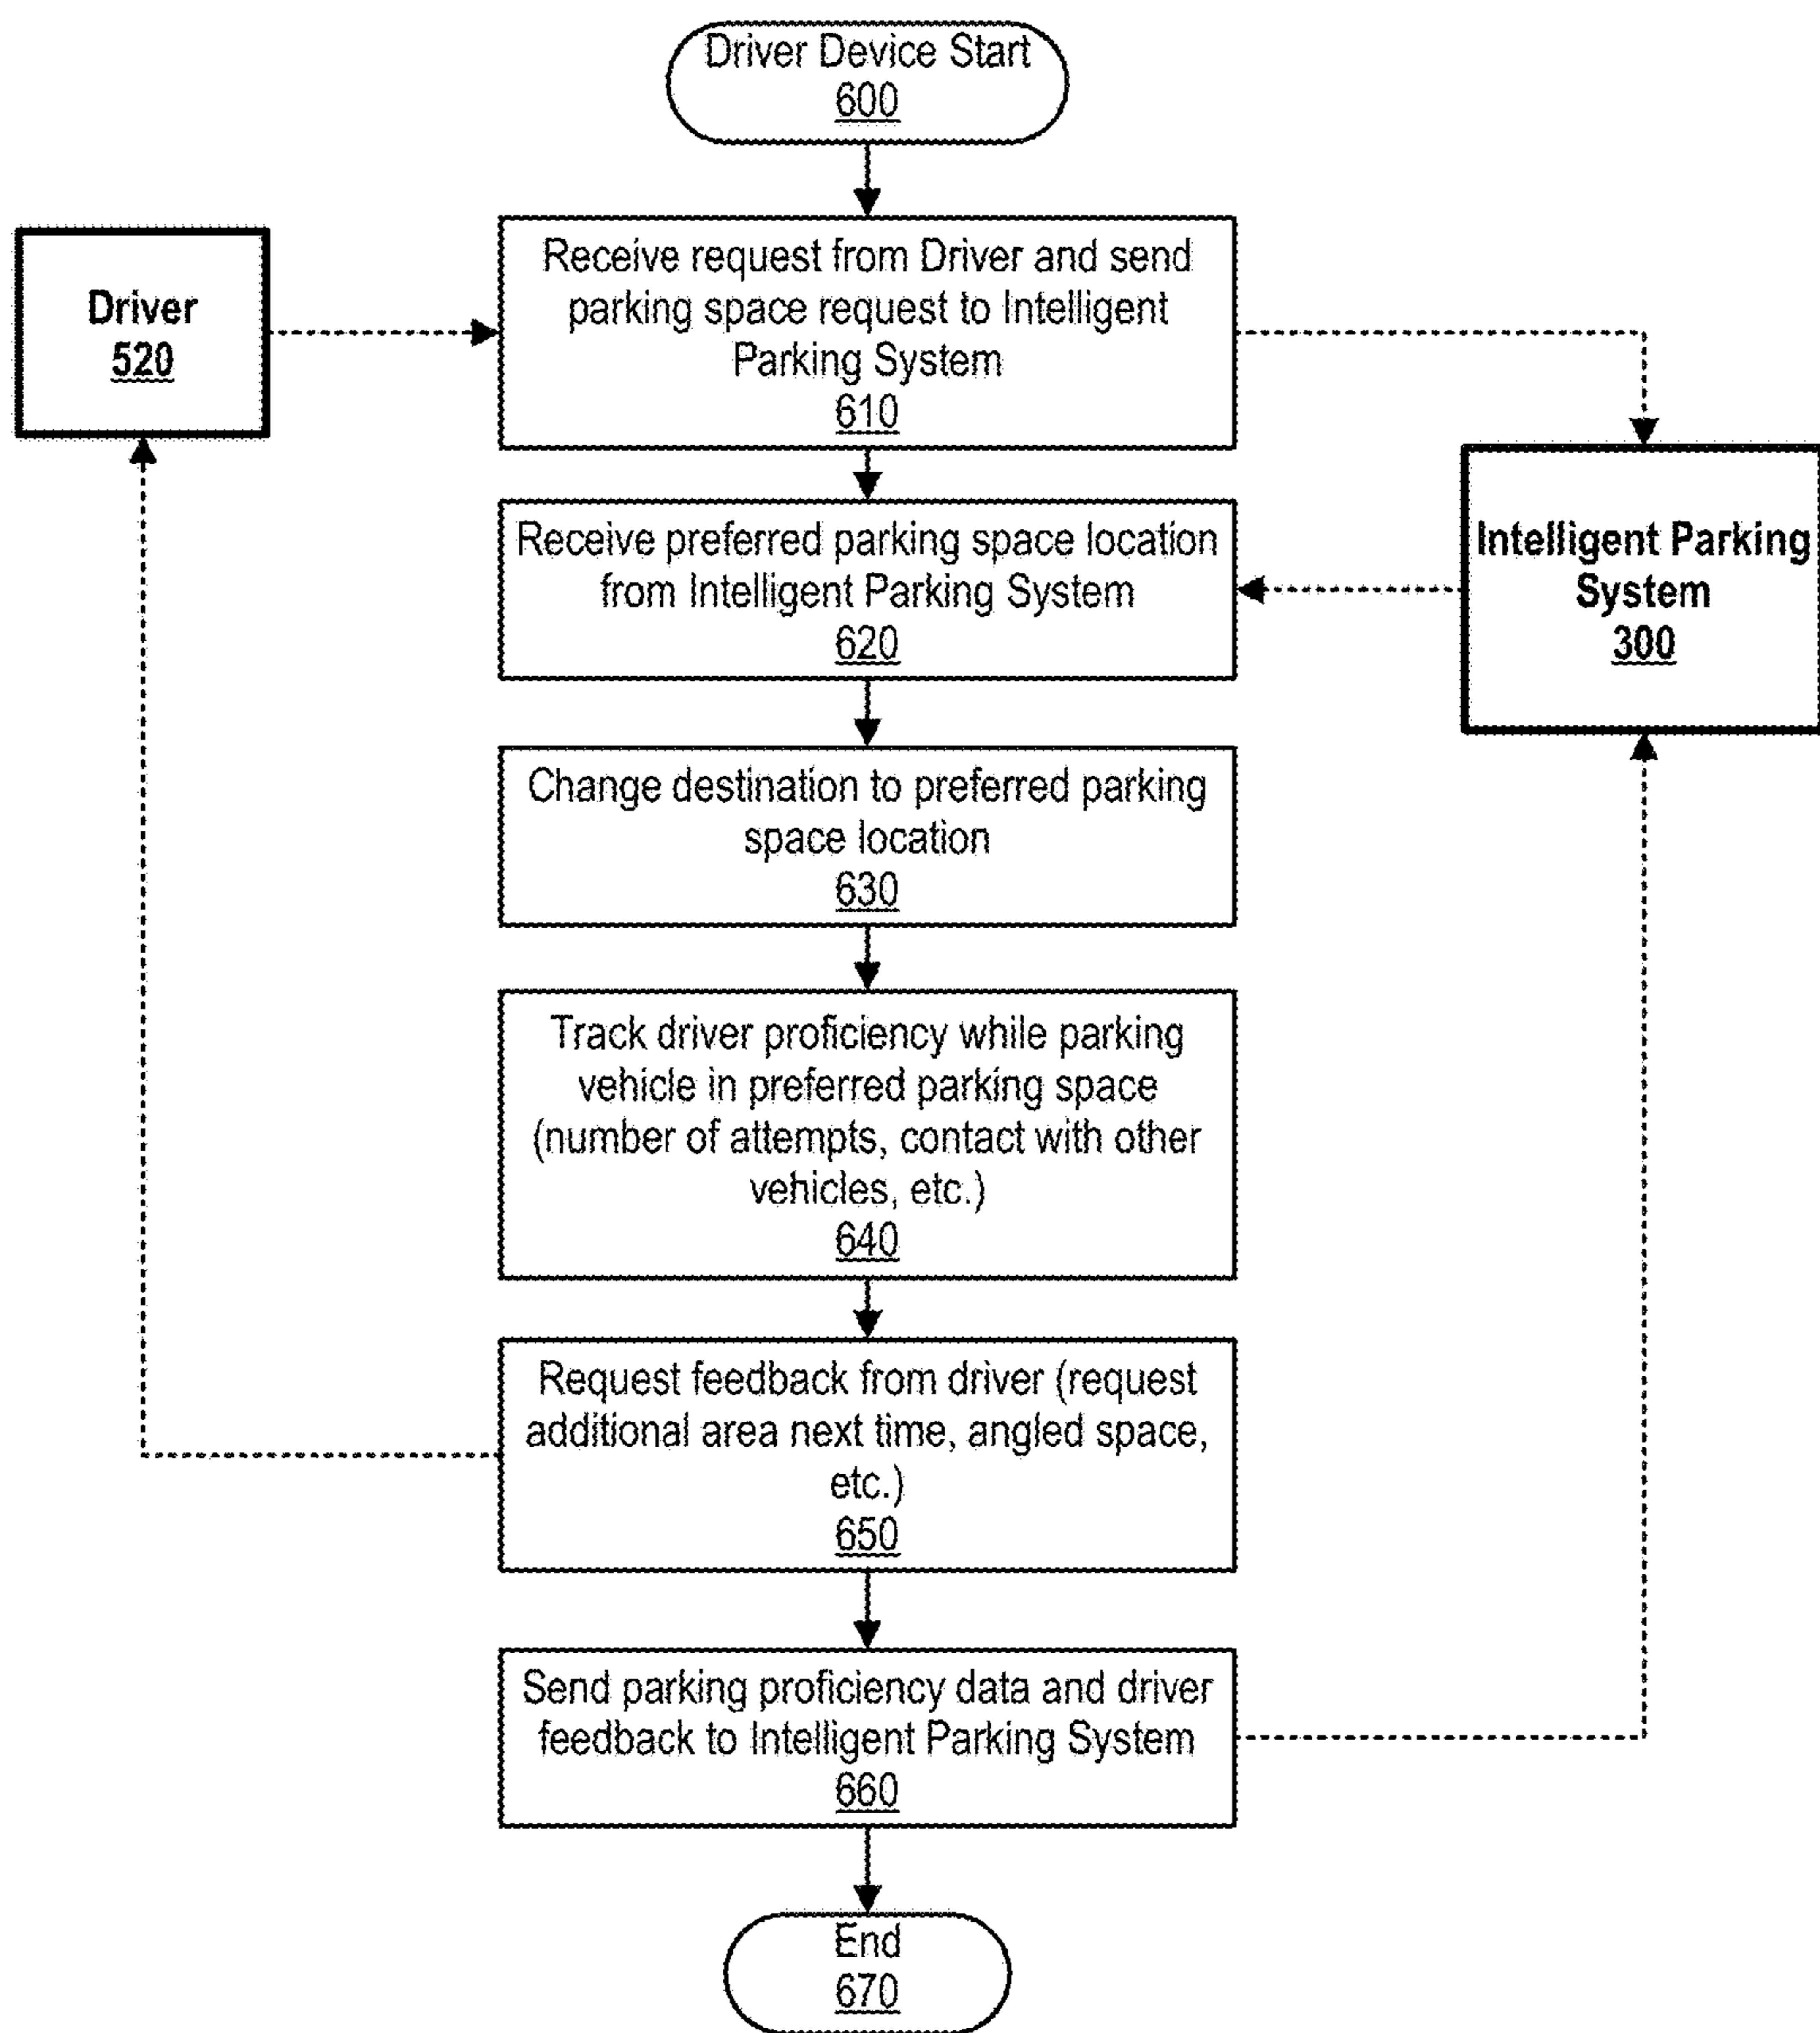 Driver Device Start
600
Driver
520
Receive request from Driver and send
parking space request to Intelligent
Parking System
610
Receive preferred parking space location
from Intelligent Parking System
620
Intelligent Parking
System
300
Change destination to preferred parking
space location
630
Track driver proficiency while parking
vehicle in preferred parking space
(number of attempts, contact with other
vehicles, etc.)
640
Request feedback from driver (request
additional area next time, angled space,
etc.)
650
Send parking proficiency data and driver
feedback to Intelligent Parking System
660
End
670